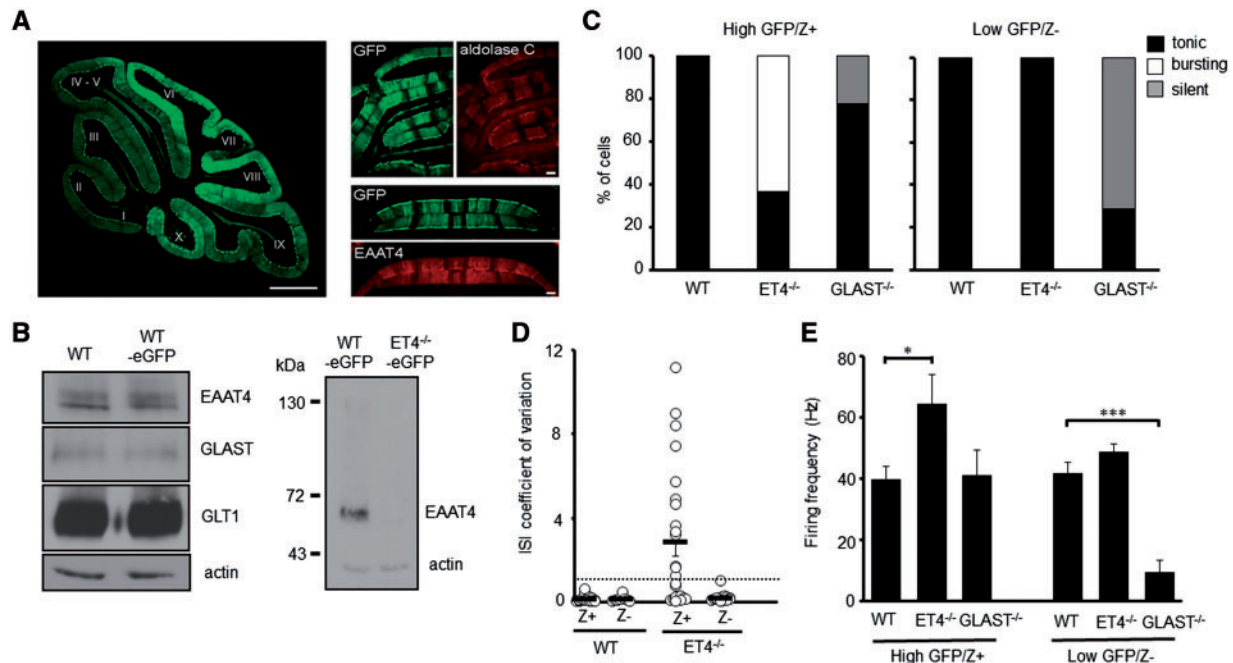 A
IV - V
VI
III
VII
VIII
II
I
X
IX
GFP
aldolase C
GFP
EAAT4
B
WT
WT
-eGFP
EAAT4
GLAST
GLT1
actin
kDa
WT
-eGFP
ET4-/-
-eGFP
130
72
43
EAAT4
actin
C
High GFP/Z+
Low GFP/Z-
tonic
bursting
silent
% of cells
100
80
60
40
20
0
WT
ET4-/-
GLAST-/-
WT
ET4-/-
GLAST-/-
D
ISI coefficient of variation
12
8
4
0
Z+
Z-
Z+
Z-
WT
ET4-/-
E
Firing frequency (Hz)
80
60
40
20
0
*
***
WT
ET4-/-
GLAST-/-
WT
ET4-/-
GLAST-/-
High GFP/Z+
Low GFP/Z-